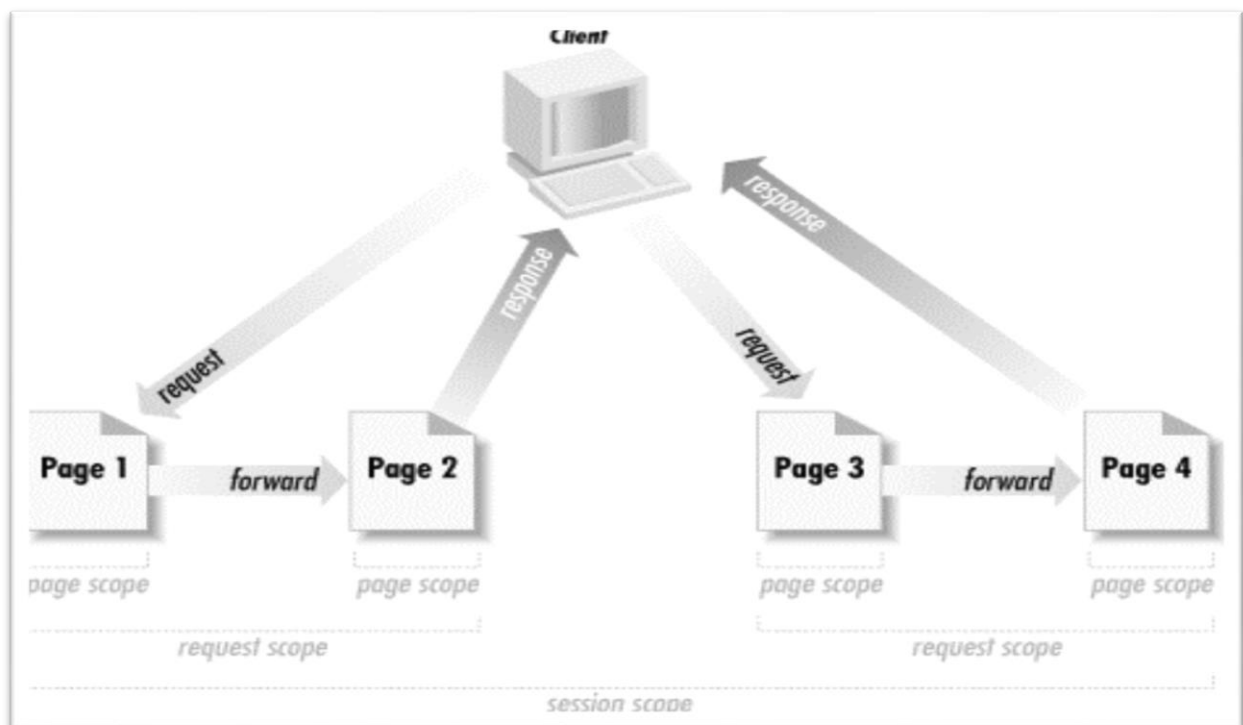 Client
response
response
request
request
Page 1
forward
Page 2
Page 3
forward
Page 4
page scope
page scope
page scope
page scope
request scope
request scope
session scope